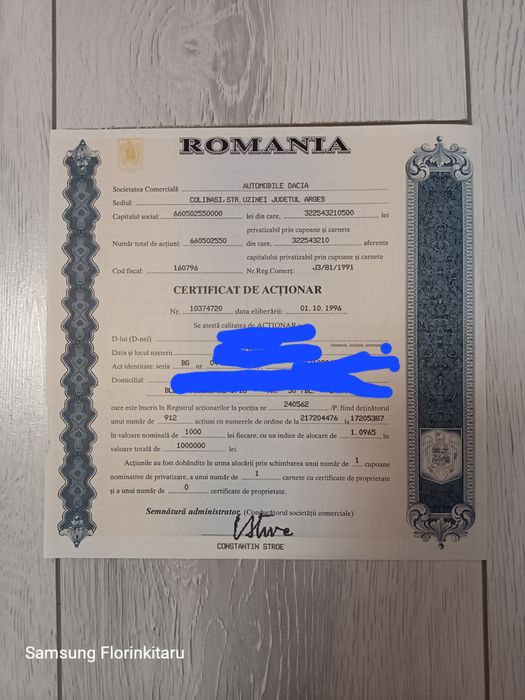 ROMANIA
Societatea Comercială AUTOMOBILE DACIA
Sediul: COLIBASI,STR.UZINEI JUDETUL ARGES
Capitalul social: 660502550000 lei din care, 322543210500 lei
privatizabil prin cupoane și carnete
Număr total de acțiuni: 660502550 din care, 322543210 aferente
capitalului privatizabil prin cupoane și carnete
Cod fiscal: 160796 Nr.Reg.Comerț: J3/81/1991
CERTIFICAT DE ACȚIONAR
Nr. 10374720 data eliberării: 01.10.1996
Se atestă calitatea de ACȚIONAR
D-lui (D-nei)
(numele, inițiala
Data și locul nașterii
Act identitate: seria BG nr.
Domiciliul:
care este înscris în Registrul acționarilor la poziția nr. 240562 /P, fiind deținătorul
unui număr de 912 acțiuni cu numerele de ordine de la 217204476 la 17205387
în valoare nominală de 1000 lei fiecare, cu un indice de alocare de 1.0965, în
valoare totală de 1000000 lei.
Acțiunile au fost dobândite în urma alocării prin schimbarea unui număr de 1 cupoane
nominative de privatizare, a unui număr de 1 carnete cu certificate de proprietate
și a unui număr de 0 certificate de proprietate.
Semnătură administrator, (Conducătorul societății comerciale)
CONSTANTIN STROE
Samsung Florinkitaru